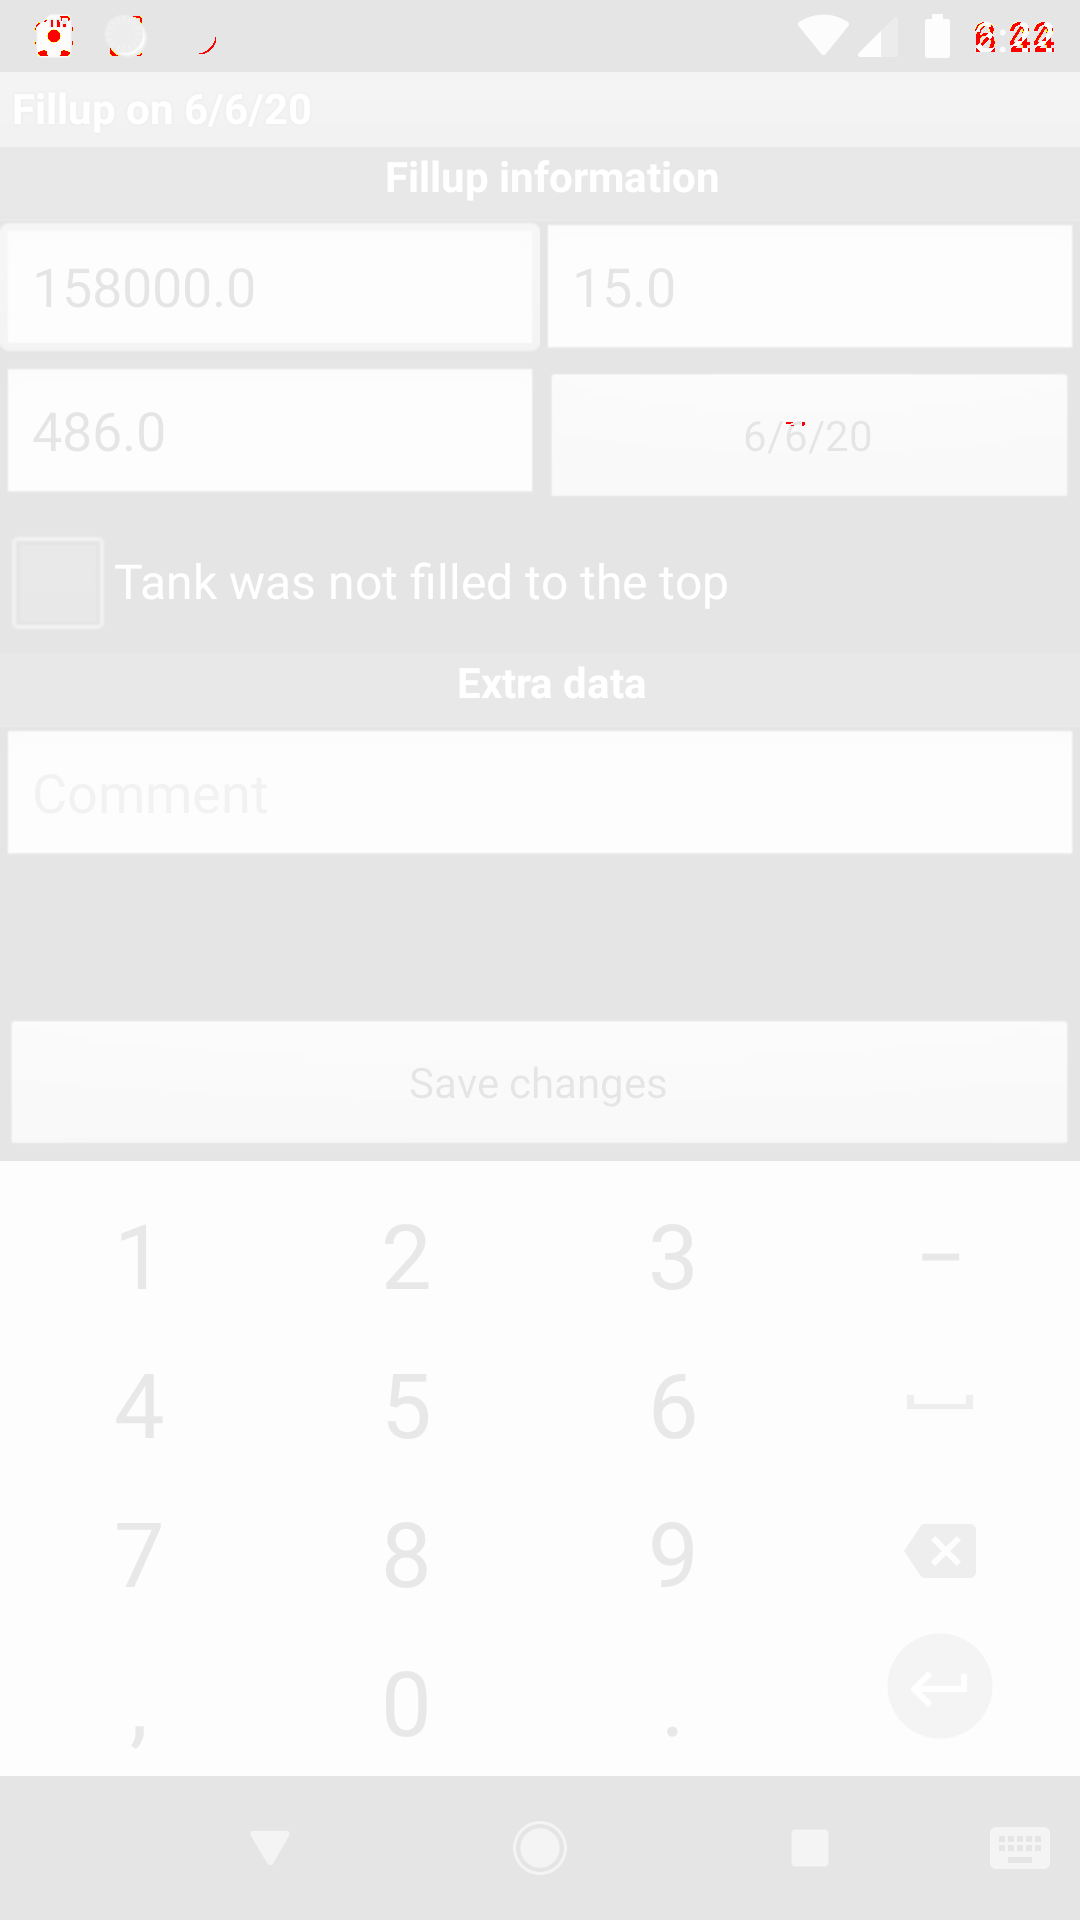 Fillup on 6/6/20
Fillup information
158000.0 15.0
486.0 6/6/20
Tank was not filled to the top
Extra data
Comment
Save changes
1 2 3 –
4 5 6
7 8 9
, 0 .